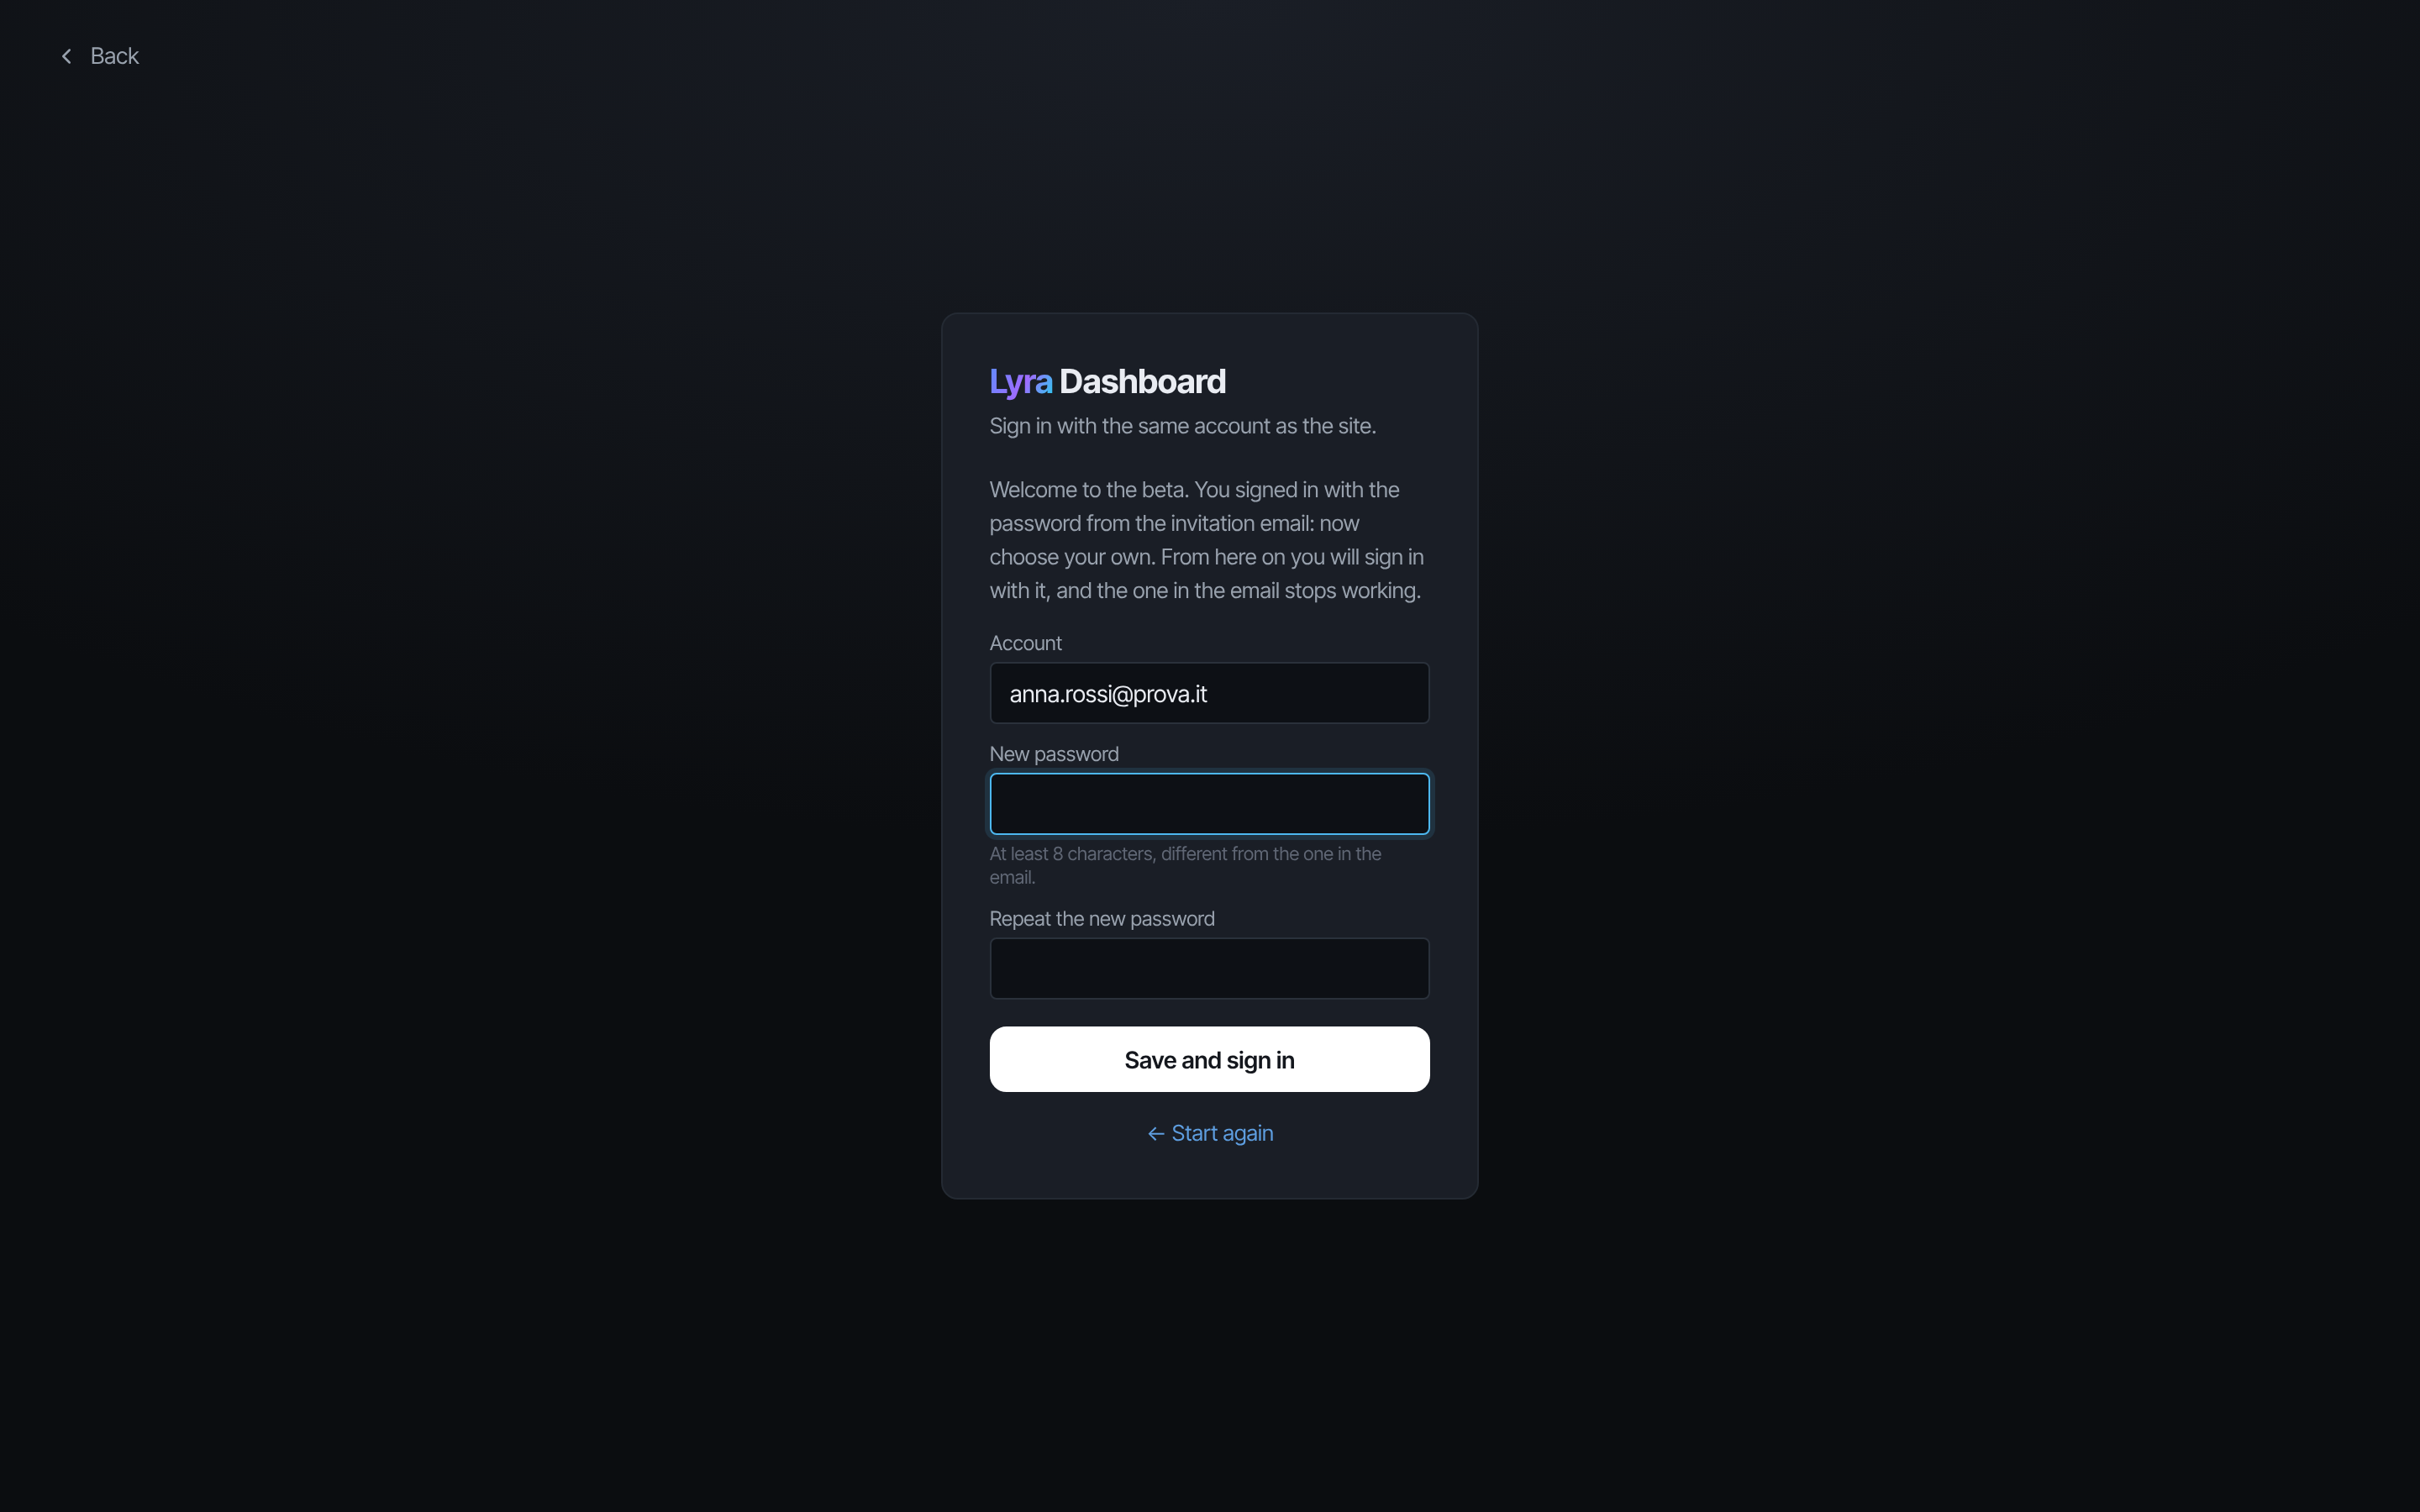 Back
Lyra Dashboard
Sign in with the same account as the site.
Welcome to the beta. You signed in with the
password from the invitation email: now
choose your own. From here on you will sign in
with it, and the one in the email stops working.
Account
anna.rossi@prova.it
New password
At least 8 characters, different from the one in the
email.
Repeat the new password
Save and sign in
← Start again